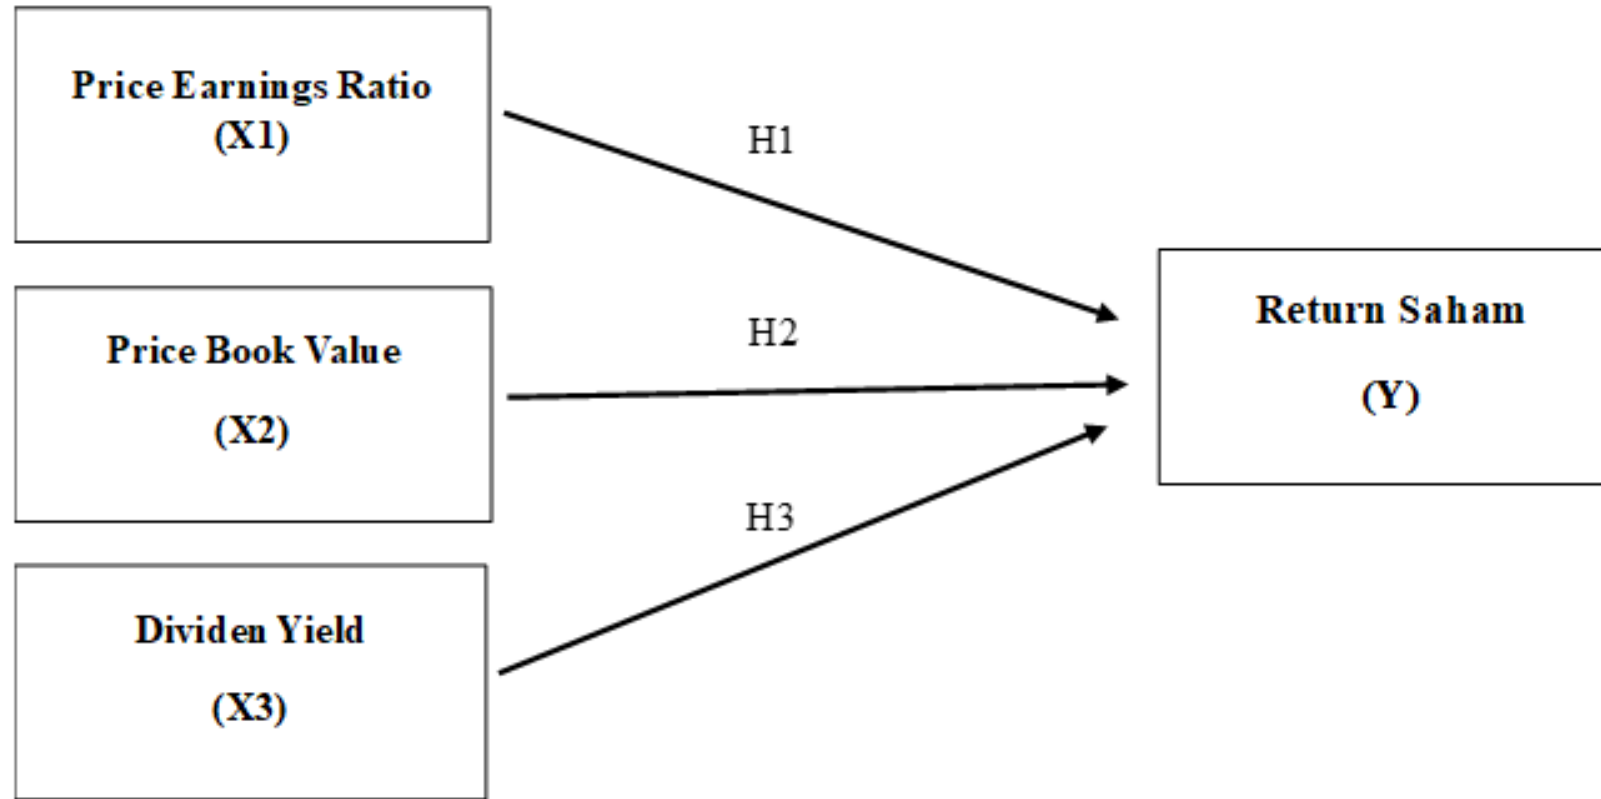 Price Earnings Ratio
(X1)
H1
Price Book Value
(X2)
H2
Return Saham
(Y)
H3
Dividen Yield
(X3)